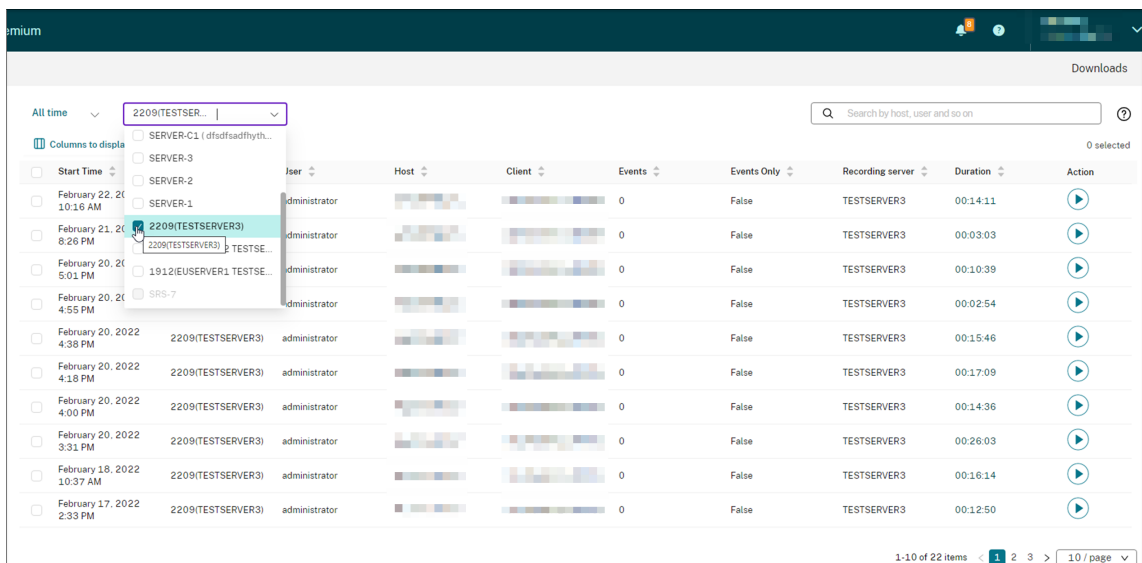 emium
8
?
Downloads
All time
2209(TESTSER...
Search by host, user and so on
?
Columns to displa
0 selected
SERVER-C1 ( dfsdfsadfhyth...
SERVER-3
SERVER-2
SERVER-1
2209(TESTSERVER3)
2209(TESTSERVER3)
2 TESTSE...
1912(EUSERVER1 TESTSE...
SRS-7
Start Time User Host Client Events Events Only Recording server Duration Action
February 22, 20
10:16 AM
dministrator 0 False TESTSERVER3 00:14:11
February 21, 20
8:26 PM
dministrator 0 False TESTSERVER3 00:03:03
February 20, 20
5:01 PM
dministrator 0 False TESTSERVER3 00:10:39
February 20, 20
4:55 PM
dministrator 0 False TESTSERVER3 00:02:54
February 20, 2022
4:38 PM
2209(TESTSERVER3) administrator 0 False TESTSERVER3 00:15:46
February 20, 2022
4:18 PM
2209(TESTSERVER3) administrator 0 False TESTSERVER3 00:17:09
February 20, 2022
4:00 PM
2209(TESTSERVER3) administrator 0 False TESTSERVER3 00:14:36
February 20, 2022
3:31 PM
2209(TESTSERVER3) administrator 0 False TESTSERVER3 00:26:03
February 18, 2022
10:37 AM
2209(TESTSERVER3) administrator 0 False TESTSERVER3 00:16:14
February 17, 2022
2:33 PM
2209(TESTSERVER3) administrator 0 False TESTSERVER3 00:12:50
1-10 of 22 items < 1 2 3 > 10 / page